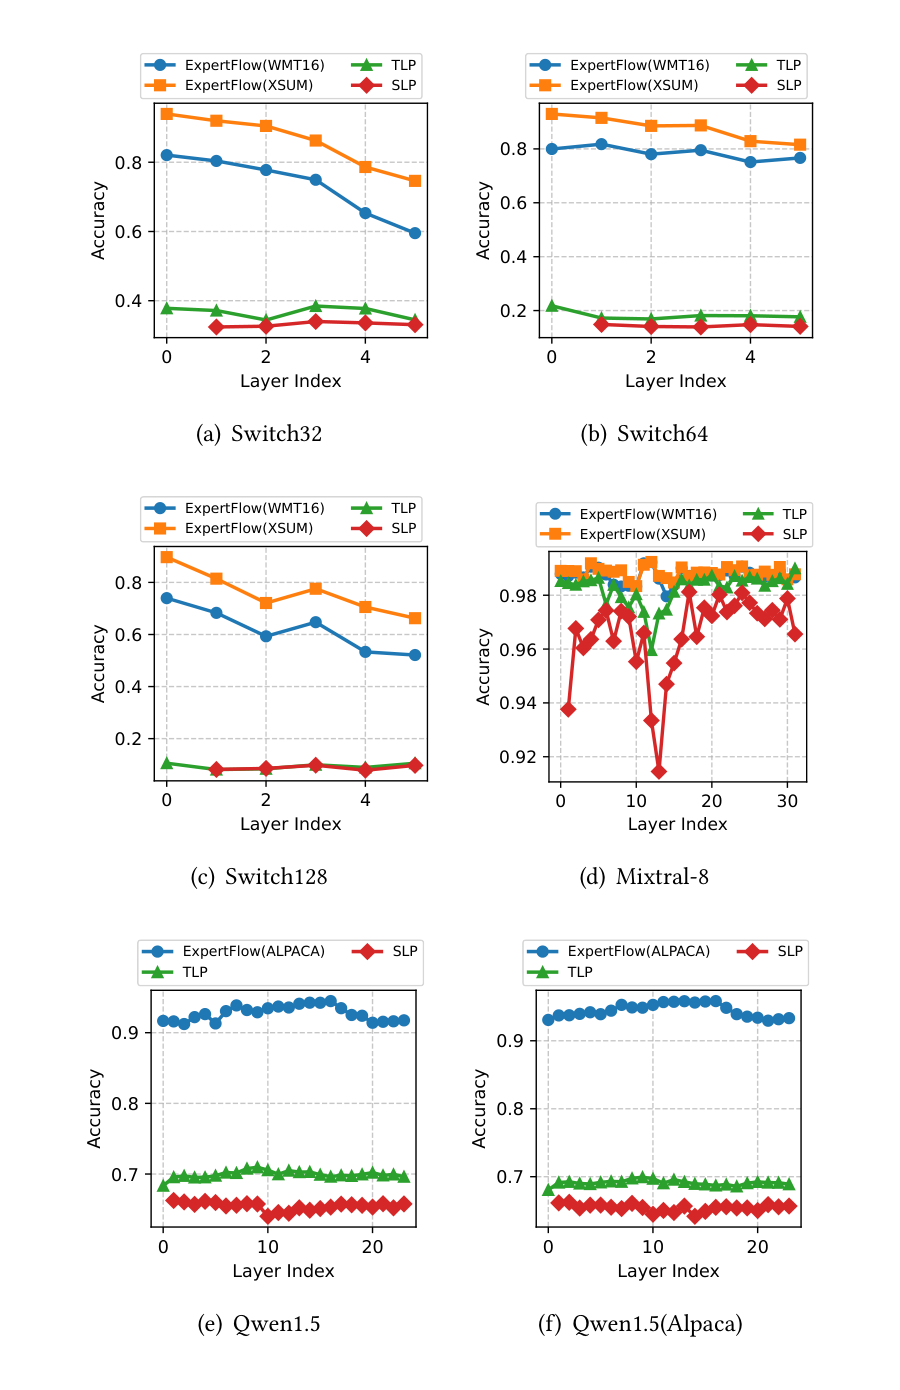 ExpertFlow(WMT16) TLP
ExpertFlow(XSUM) SLP
Accuracy
0.8
0.6
0.4
0 2 4
Layer Index
(a) Switch32
ExpertFlow(WMT16) TLP
ExpertFlow(XSUM) SLP
Accuracy
0.8
0.6
0.4
0.2
0 2 4
Layer Index
(b) Switch64
ExpertFlow(WMT16) TLP
ExpertFlow(XSUM) SLP
Accuracy
0.8
0.6
0.4
0.2
0 2 4
Layer Index
(c) Switch128
ExpertFlow(WMT16) TLP
ExpertFlow(XSUM) SLP
Accuracy
0.98
0.96
0.94
0.92
0 10 20 30
Layer Index
(d) Mixtral-8
ExpertFlow(ALPACA) SLP
TLP
Accuracy
0.9
0.8
0.7
0 10 20
Layer Index
(e) Qwen1.5
ExpertFlow(ALPACA) SLP
TLP
Accuracy
0.9
0.8
0.7
0 10 20
Layer Index
(f) Qwen1.5(Alpaca)